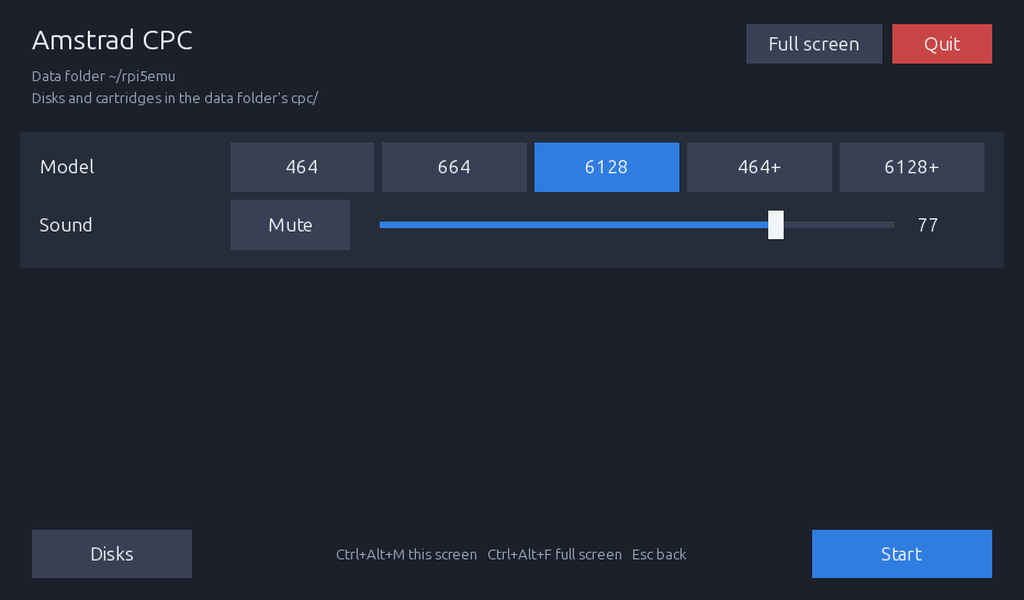 Amstrad CPC
Full screen
Quit
Data folder ~/rpi5emu
Disks and cartridges in the data folder's cpc/
Model 464 664 6128 464+ 6128+
Sound Mute 77
Disks Ctrl+Alt+M this screen Ctrl+Alt+F full screen Esc back Start